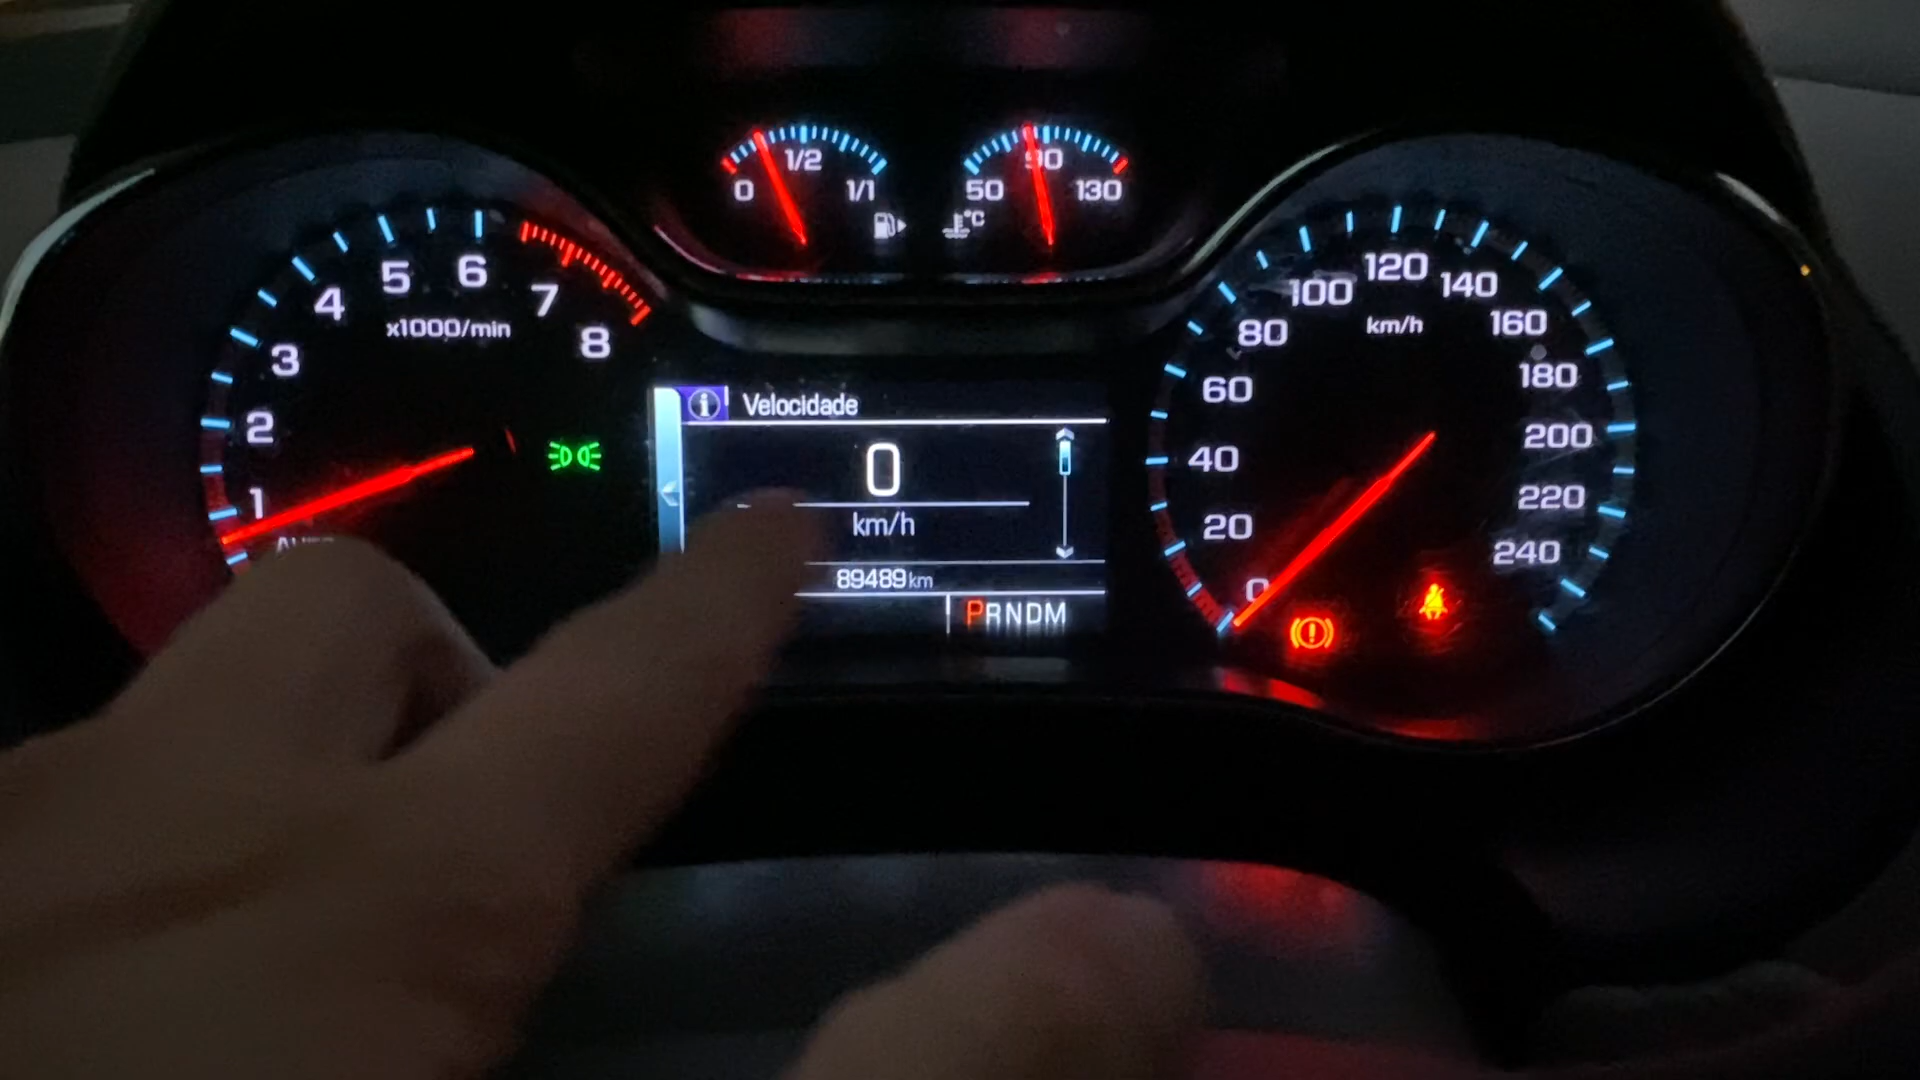 0 1/2 1/1
50 90 130
°C
1 2 3 4 5 6 7 8
x1000/min
Velocidade
0
km/h
89489 km
PRNDM
0 20 40 60 80 100 120 140 160 180 200 220 240
km/h